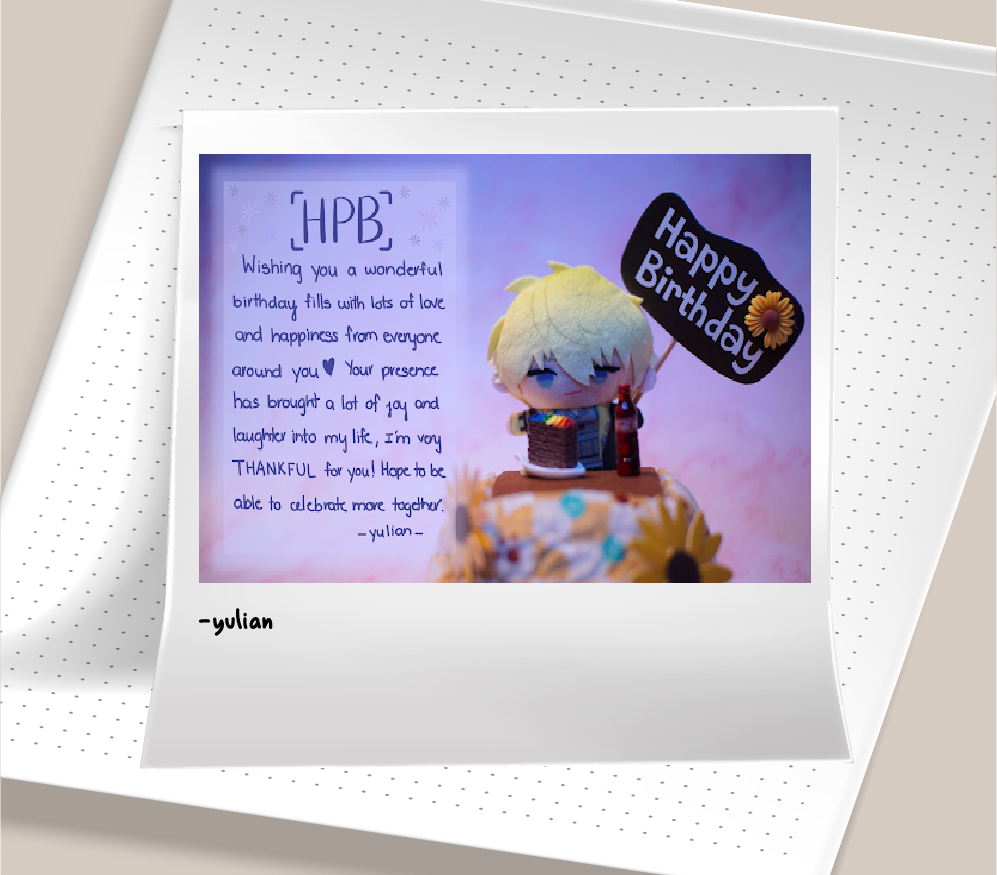 [HPB]
Wishing you a wonderful
birthday, fills with lots of love
and happiness from everyone
around you♥ Your presence
has brought a lot of joy and
laughter into my life, I'm very
THANKFUL for you! Hope to be
able to celebrate more together.
-yulian-
Happy
Birthday
-yulian